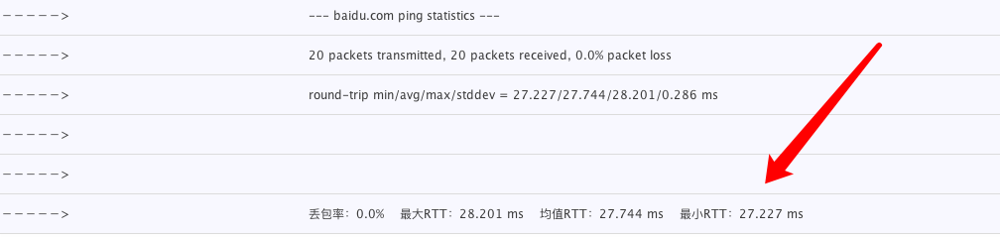 -----> --- baidu.com ping statistics ---
-----> 20 packets transmitted, 20 packets received, 0.0% packet loss
-----> round-trip min/avg/max/stddev = 27.227/27.744/28.201/0.286 ms
----->
----->
-----> 丢包率：0.0% 最大RTT：28.201 ms 均值RTT：27.744 ms 最小RTT：27.227 ms